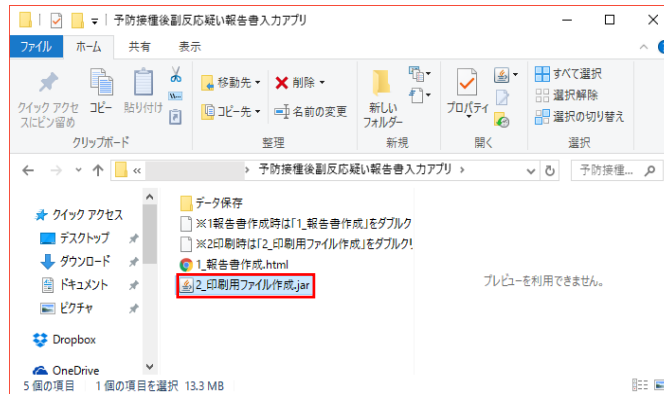 予防接種後副反応疑い報告書入力アプリ
ファイル ホーム 共有 表示
クイック アクセスにピン留め
コピー
貼り付け
クリップボード
移動先
コピー先
削除
名前の変更
整理
新しいフォルダー
新規
プロパティ
開く
すべて選択
選択解除
選択の切り替え
選択
« 予防接種後副反応疑い報告書入力アプリ
予防接種...
クイック アクセス
デスクトップ
ダウンロード
ドキュメント
ピクチャ
Dropbox
OneDrive
データ保存
※1報告書作成時は「1_報告書作成」をダブルク
※2印刷時は「2_印刷用ファイル作成」をダブルクリ
1_報告書作成.html
2_印刷用ファイル作成.jar
プレビューを利用できません。
5 個の項目 1 個の項目を選択 13.3 MB